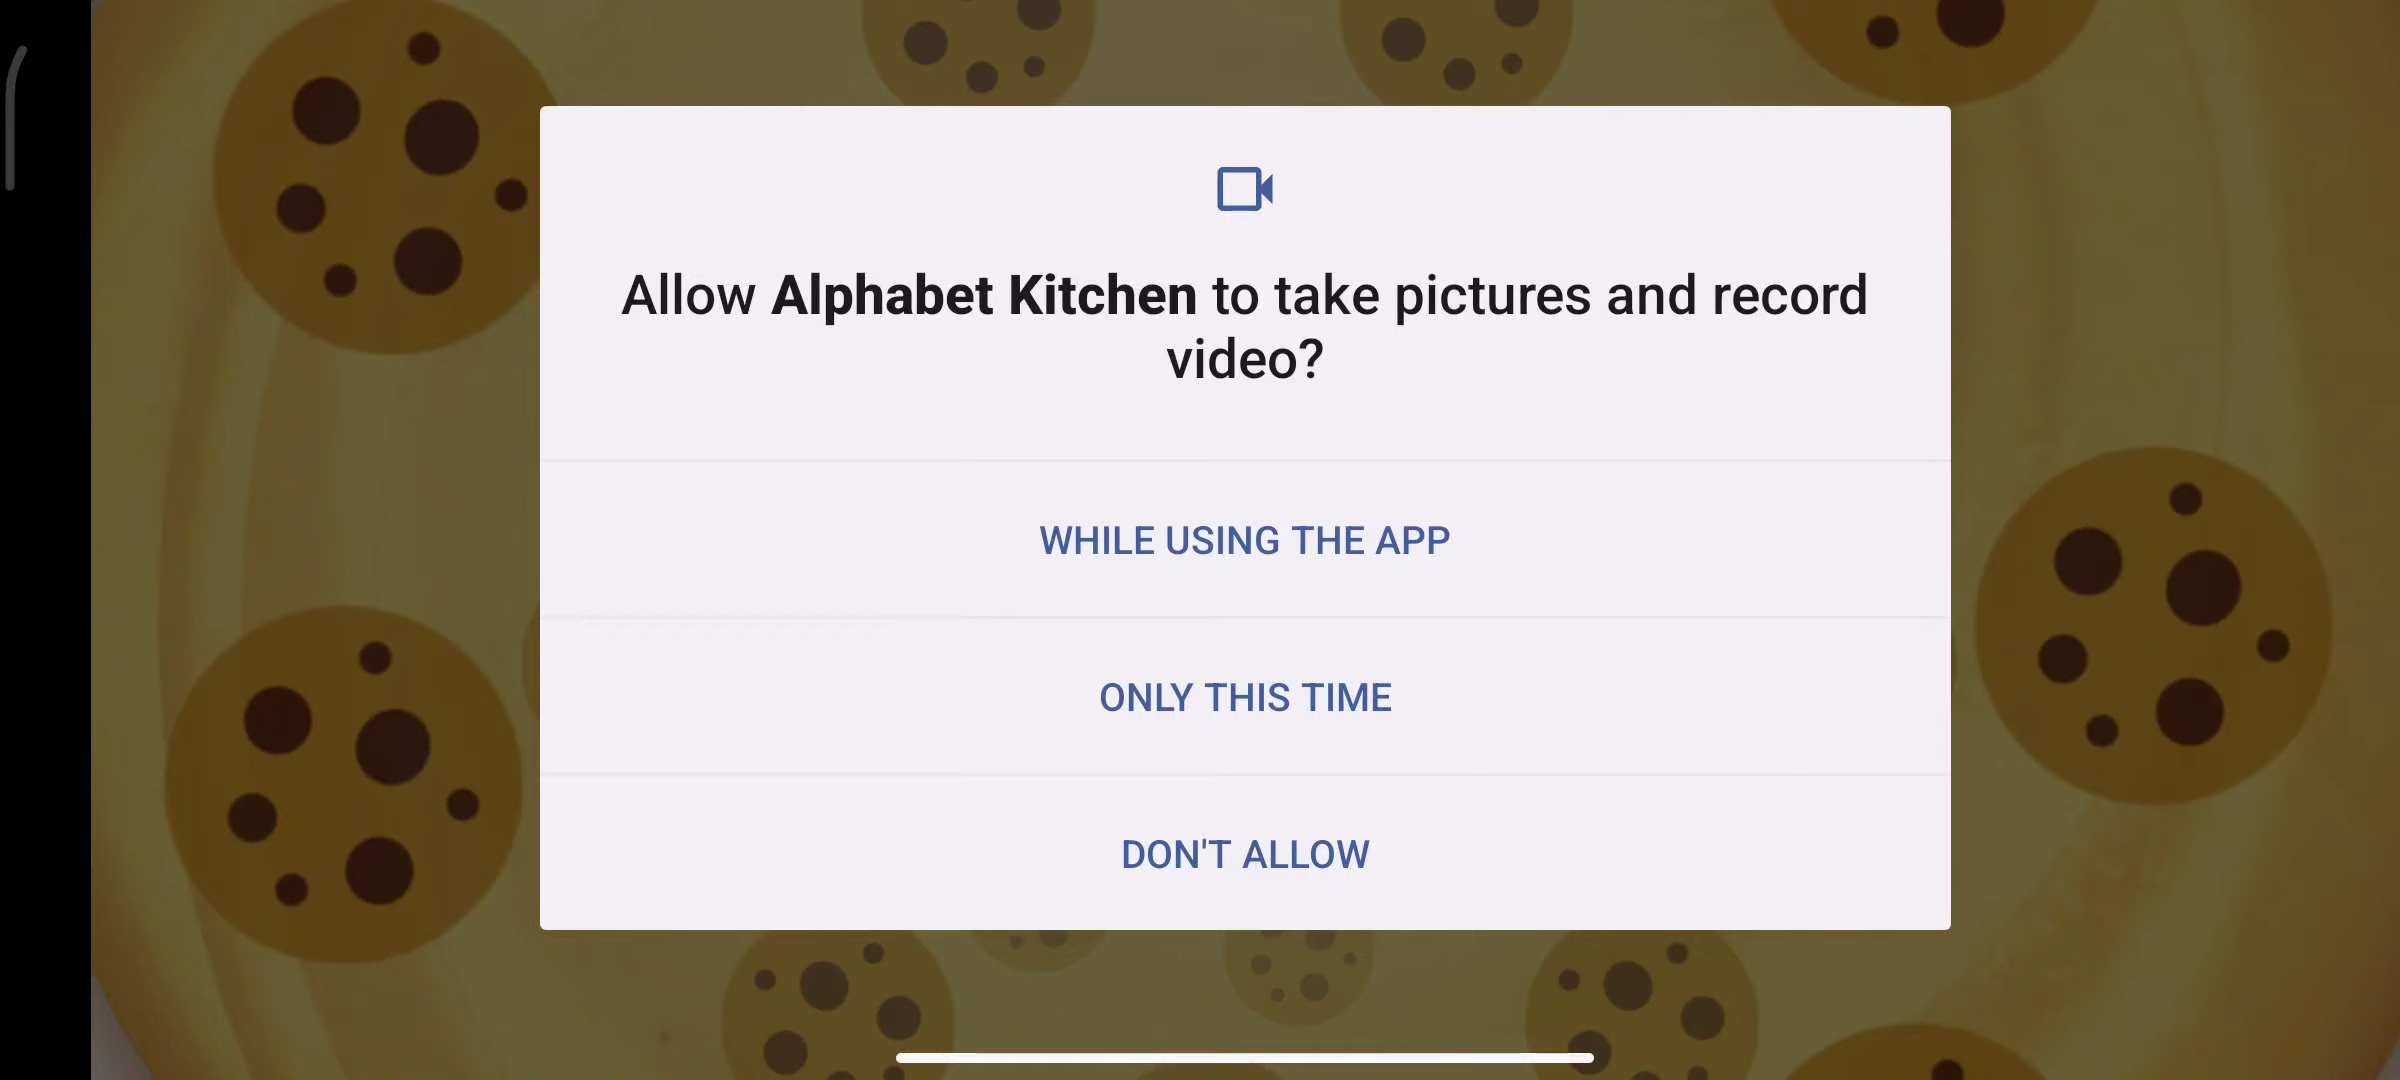 Allow Alphabet Kitchen to take pictures and record
video?
WHILE USING THE APP
ONLY THIS TIME
DON'T ALLOW